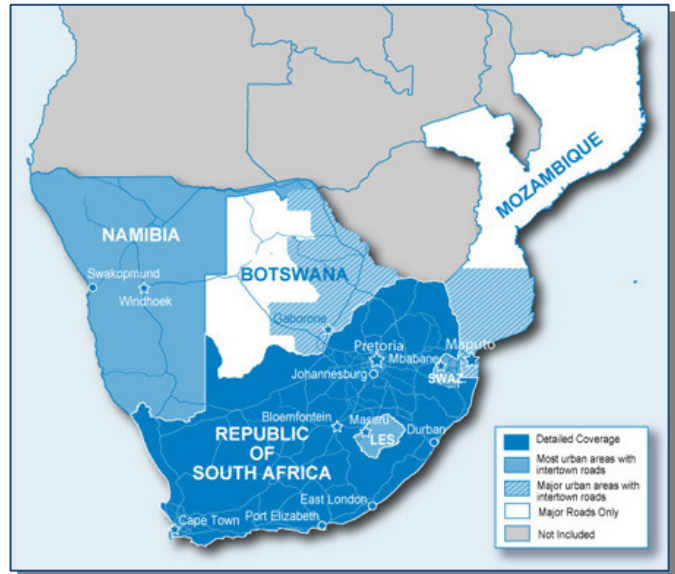 MOZAMBIQUE
NAMIBIA
BOTSWANA
Swakopmund
Windhoek
Gaborone
Pretoria
Maputo
Mbabane
Johannesburg
SWAZ.
Bloemfontein
Maseru
LES.
Durban
REPUBLIC
OF
SOUTH AFRICA
East London
Port Elizabeth
Cape Town
Detailed Coverage
Most urban areas with
intertown roads
Major urban areas with
intertown roads
Major Roads Only
Not Included